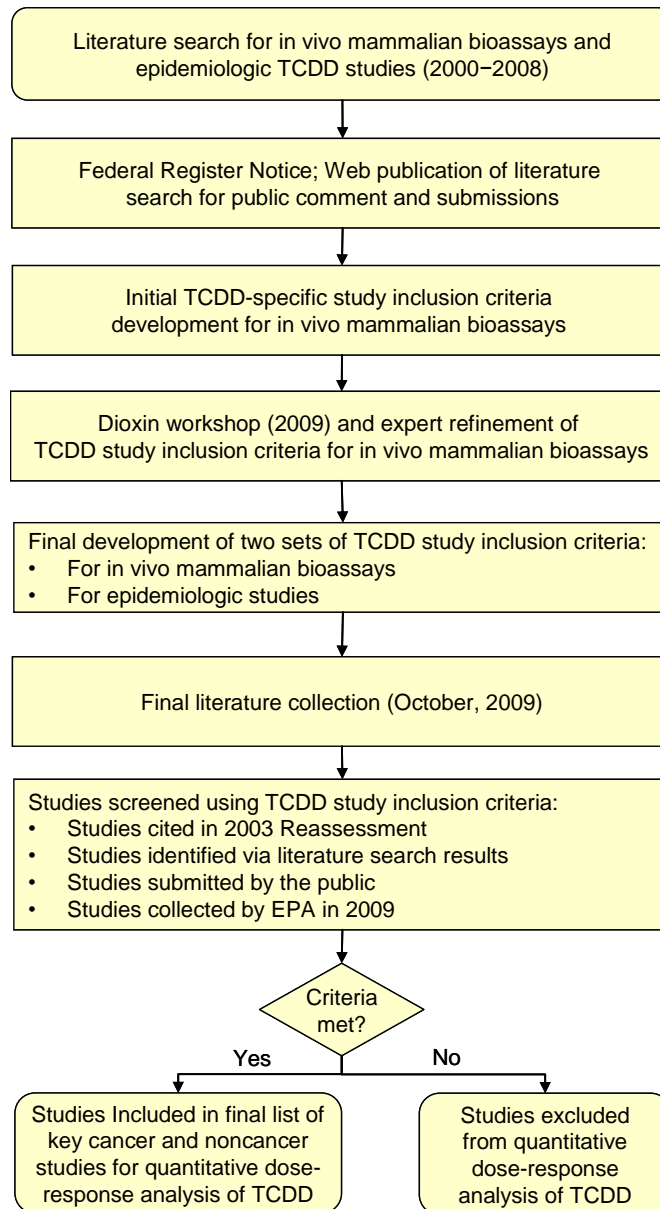 Literature search for in vivo mammalian bioassays and
epidemiologic TCDD studies (2000−2008)
Federal Register Notice; Web publication of literature
search for public comment and submissions
Initial TCDD-specific study inclusion criteria
development for in vivo mammalian bioassays
Dioxin workshop (2009) and expert refinement of
TCDD study inclusion criteria for in vivo mammalian bioassays
Final development of two sets of TCDD study inclusion criteria:
• For in vivo mammalian bioassays
• For epidemiologic studies
Final literature collection (October, 2009)
Studies screened using TCDD study inclusion criteria:
• Studies cited in 2003 Reassessment
• Studies identified via literature search results
• Studies submitted by the public
• Studies collected by EPA in 2009
Criteria
met?
Yes
No
Studies Included in final list of
key cancer and noncancer
studies for quantitative dose-
response analysis of TCDD
Studies excluded
from quantitative
dose-response
analysis of TCDD